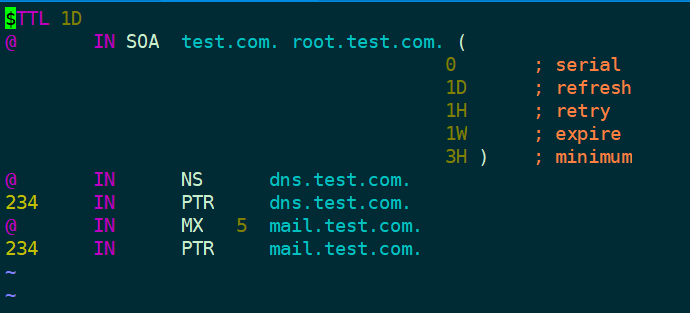 $TTL 1D
@       IN SOA  test.com. root.test.com. (
                                        0       ; serial
                                        1D      ; refresh
                                        1H      ; retry
                                        1W      ; expire
                                        3H )    ; minimum
@       IN      NS      dns.test.com.
234     IN      PTR     dns.test.com.
@       IN      MX   5  mail.test.com.
234     IN      PTR     mail.test.com.
~
~